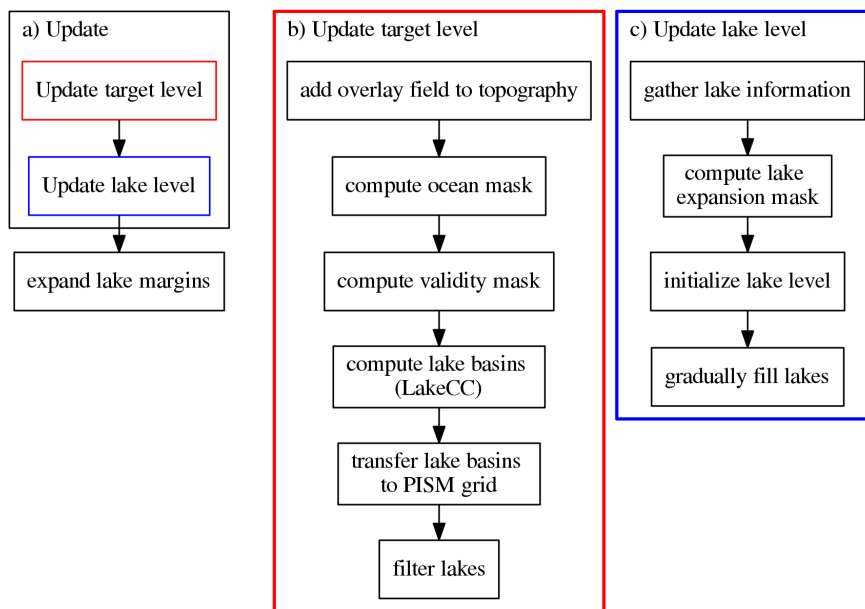 a) Update
Update target level
Update lake level
expand lake margins
b) Update target level
add overlay field to topography
compute ocean mask
compute validity mask
compute lake basins
(LakeCC)
transfer lake basins
to PISM grid
filter lakes
c) Update lake level
gather lake information
compute lake
expansion mask
initialize lake level
gradually fill lakes